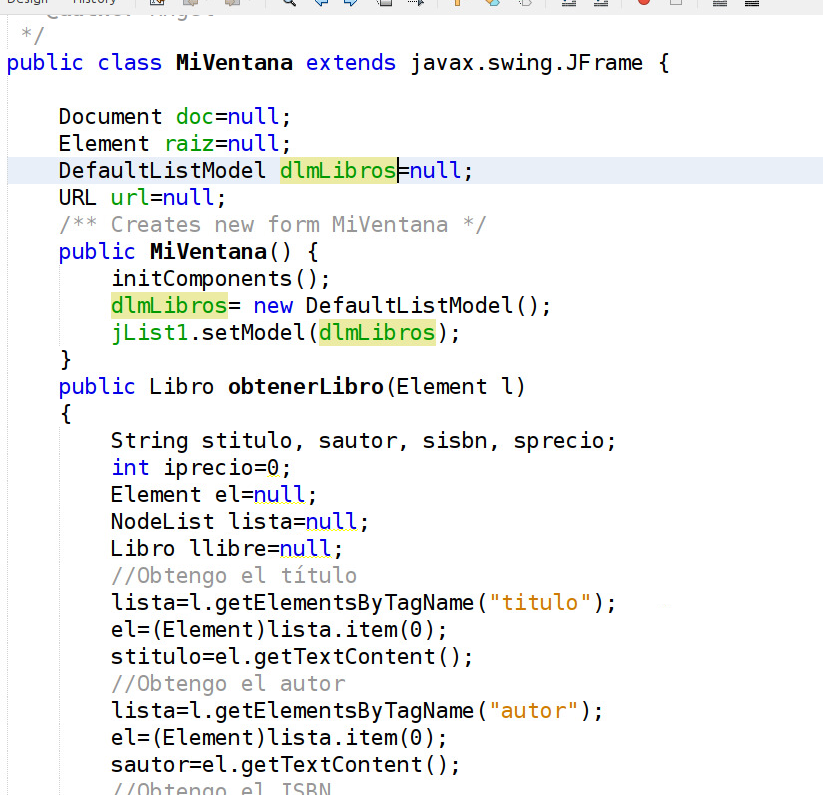 Design History
@author Angel
*/
public class MiVentana extends javax.swing.JFrame {
Document doc=null;
Element raiz=null;
DefaultListModel dlmLibros=null;
URL url=null;
/** Creates new form MiVentana */
public MiVentana() {
initComponents();
dlmLibros= new DefaultListModel();
jList1.setModel(dlmLibros);
}
public Libro obtenerLibro(Element l)
{
String stitulo, sautor, sisbn, sprecio;
int iprecio=0;
Element el=null;
NodeList lista=null;
Libro llibre=null;
//Obtengo el título
lista=l.getElementsByTagName("titulo");
el=(Element)lista.item(0);
stitulo=el.getTextContent();
//Obtengo el autor
lista=l.getElementsByTagName("autor");
el=(Element)lista.item(0);
sautor=el.getTextContent();
//Obtengo el ISBN